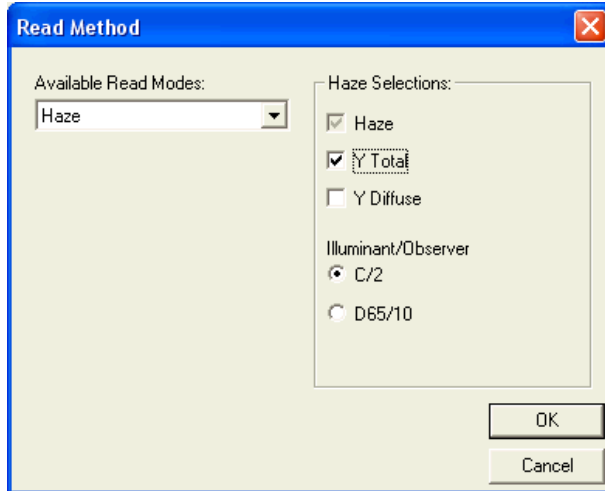 Read Method
Available Read Modes:
Haze
Haze Selections:
Haze
Y Total
Y Diffuse
Illuminant/Observer
C/2
D65/10
OK
Cancel